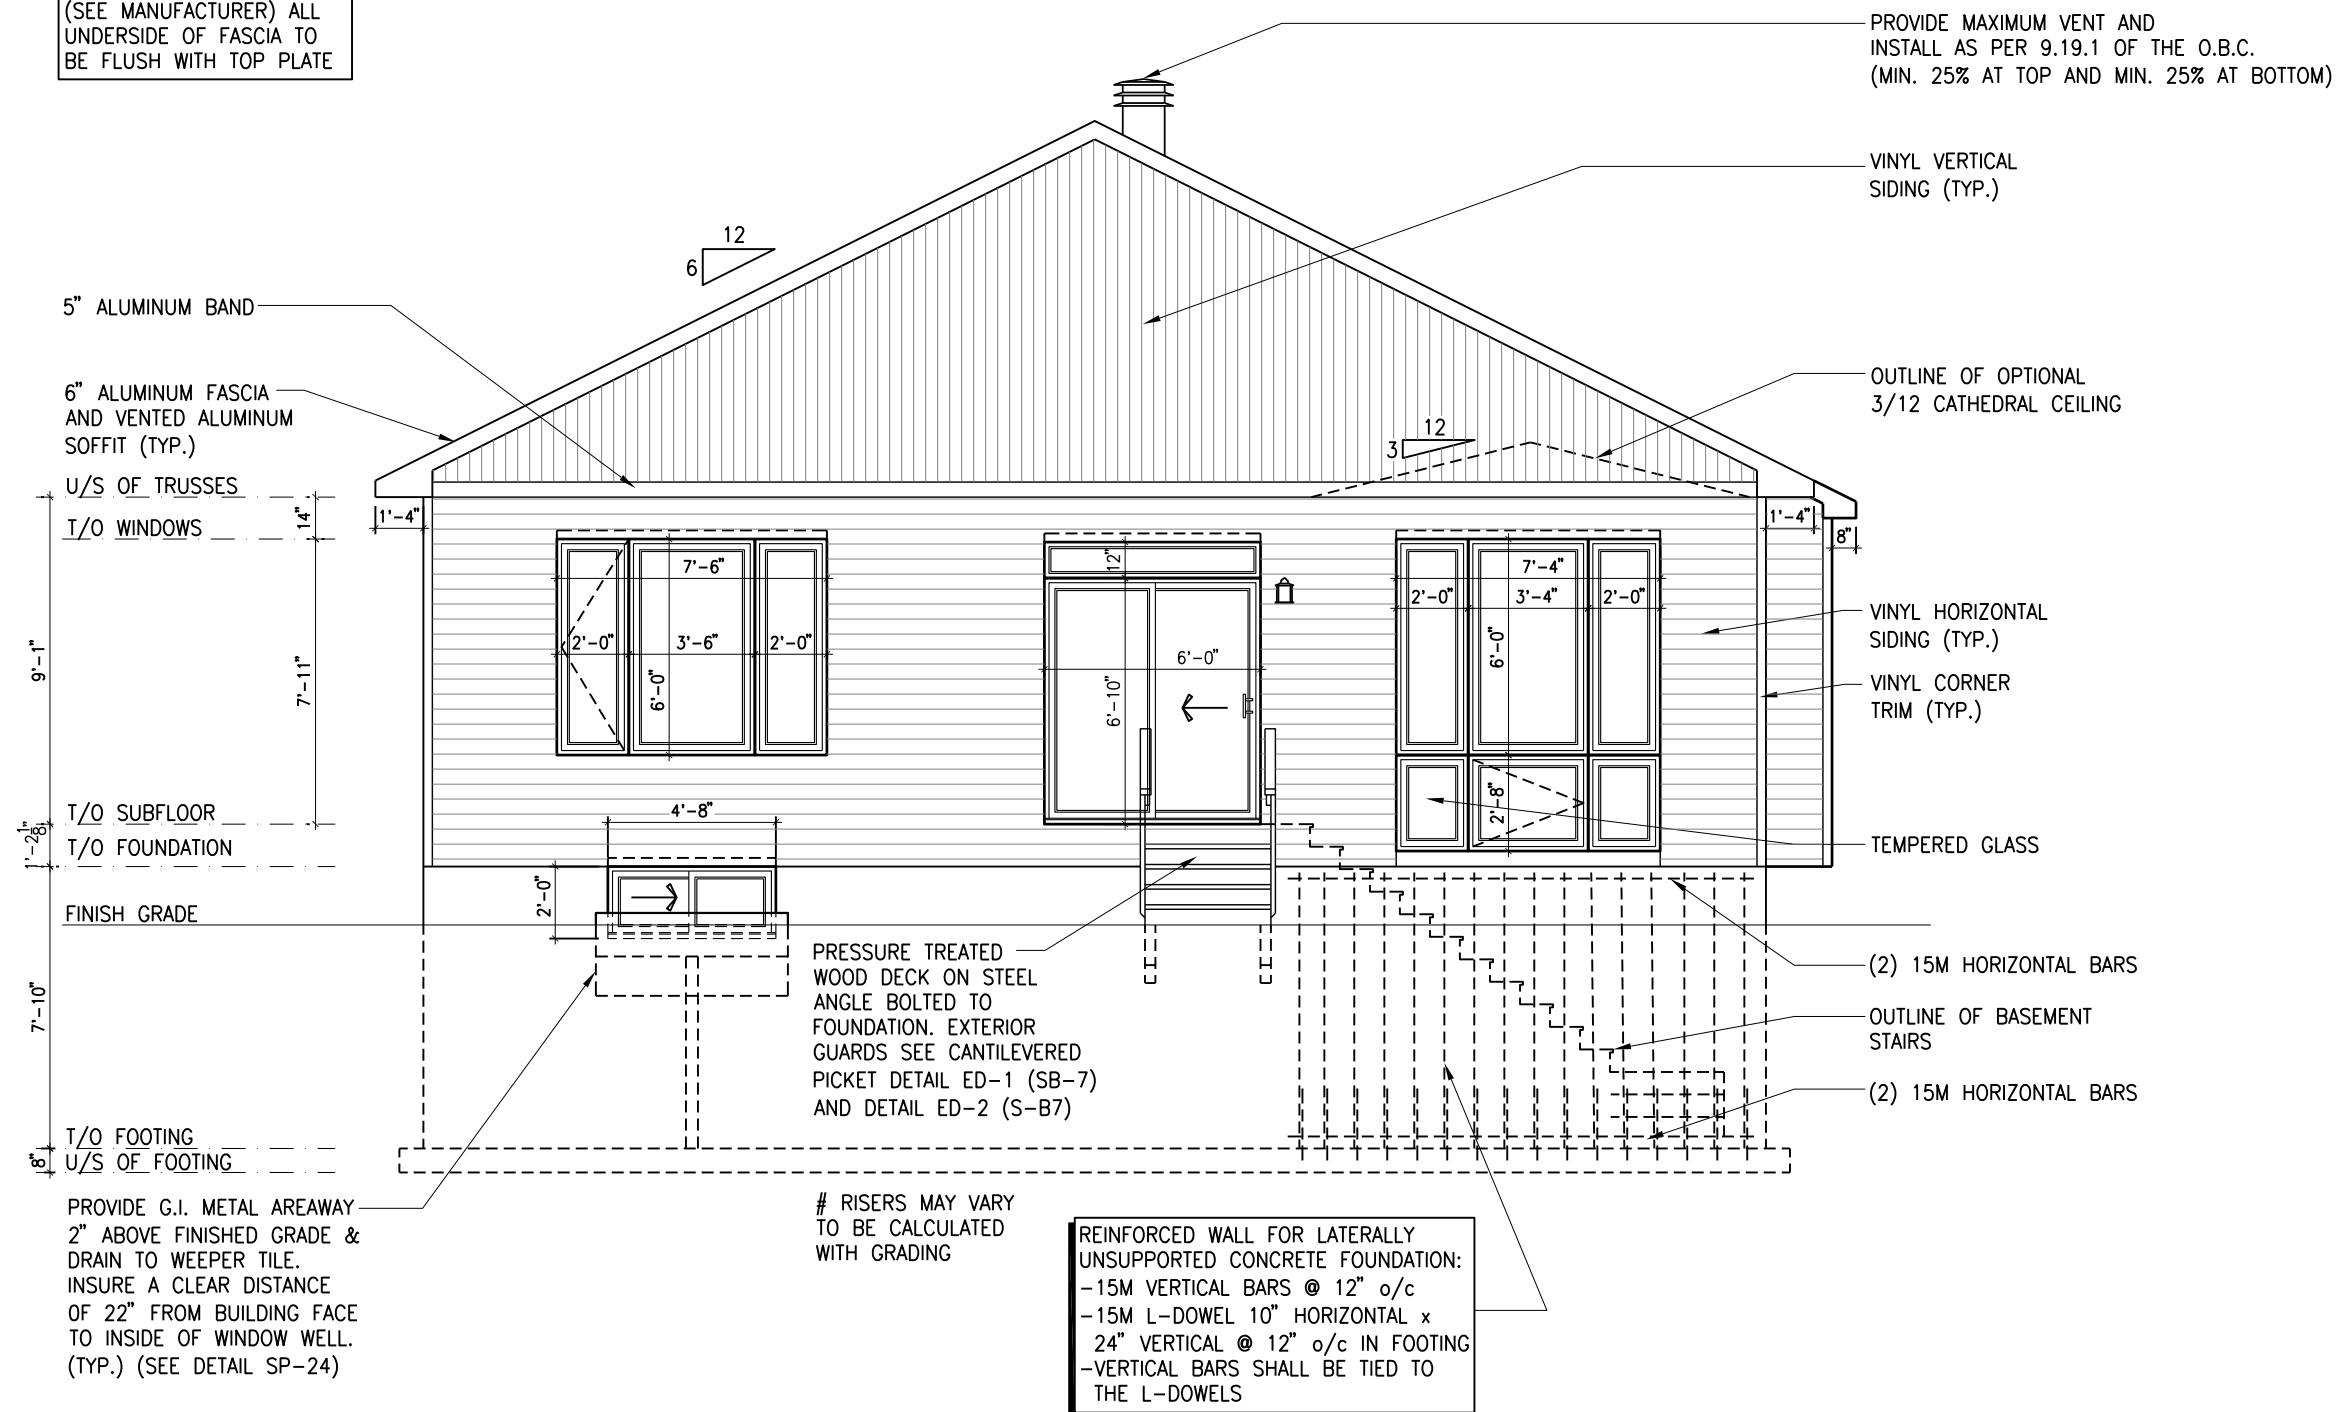 (SEE MANUFACTURER) ALL
UNDERSIDE OF FASCIA TO
BE FLUSH WITH TOP PLATE
PROVIDE MAXIMUM VENT AND
INSTALL AS PER 9.19.1 OF THE O.B.C.
(MIN. 25% AT TOP AND MIN. 25% AT BOTTOM)
VINYL VERTICAL
SIDING (TYP.)
12
6
5" ALUMINUM BAND
6" ALUMINUM FASCIA
AND VENTED ALUMINUM
SOFFIT (TYP.)
OUTLINE OF OPTIONAL
3/12 CATHEDRAL CEILING
12
3
U/S OF TRUSSES
14"
1'-4"
1'-4"
8"
T/O WINDOWS
12"
7'-6"
7'-4"
2'-0"
3'-4"
2'-0"
2'-0"
3'-6"
2'-0"
6'-0"
6'-0"
6'-10"
6'-0"
9'-1"
7'-11"
VINYL HORIZONTAL
SIDING (TYP.)
VINYL CORNER
TRIM (TYP.)
T/O SUBFLOOR
4'-8"
2'-8"
1'-2 1/8"
T/O FOUNDATION
TEMPERED GLASS
2'-0"
FINISH GRADE
PRESSURE TREATED
WOOD DECK ON STEEL
ANGLE BOLTED TO
FOUNDATION. EXTERIOR
GUARDS SEE CANTILEVERED
PICKET DETAIL ED-1 (SB-7)
AND DETAIL ED-2 (S-B7)
(2) 15M HORIZONTAL BARS
OUTLINE OF BASEMENT
STAIRS
(2) 15M HORIZONTAL BARS
7'-10"
T/O FOOTING
8"
U/S OF FOOTING
PROVIDE G.I. METAL AREAWAY
2" ABOVE FINISHED GRADE &
DRAIN TO WEEPER TILE.
INSURE A CLEAR DISTANCE
OF 22" FROM BUILDING FACE
TO INSIDE OF WINDOW WELL.
(TYP.) (SEE DETAIL SP-24)
# RISERS MAY VARY
TO BE CALCULATED
WITH GRADING
REINFORCED WALL FOR LATERALLY
UNSUPPORTED CONCRETE FOUNDATION:
-15M VERTICAL BARS @ 12" o/c
-15M L-DOWEL 10" HORIZONTAL x
24" VERTICAL @ 12" o/c IN FOOTING
-VERTICAL BARS SHALL BE TIED TO
THE L-DOWELS